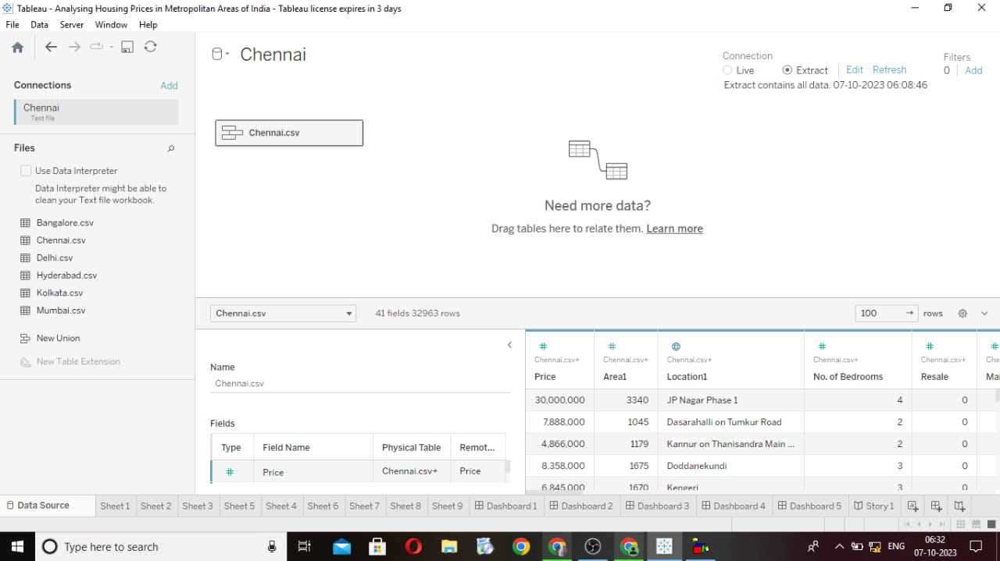 Tableau - Analysing Housing Prices in Metropolitan Areas of India - Tableau license expires in 3 days
File Data Server Window Help
Chennai
Connection
Live Extract Edit Refresh
Extract contains all data. 07-10-2023 06:08:46
Filters
0 Add
Connections Add
Chennai
Text file
Files
Use Data Interpreter
Data Interpreter might be able to
clean your Text file workbook.
Bangalore.csv
Chennai.csv
Delhi.csv
Hyderabad.csv
Kolkata.csv
Mumbai.csv
New Union
New Table Extension
Chennai.csv
Need more data?
Drag tables here to relate them. Learn more
Chennai.csv 41 fields 32963 rows 100 rows
Name
Chennai.csv
Fields
Type Field Name Physical Table Remot...
Price Chennai.csv+ Price
Chennai.csv+ Chennai.csv+ Chennai.csv+ Chennai.csv+ Chennai.csv+ Che
Price Area1 Location1 No. of Bedrooms Resale Mai
30,000,000 3340 JP Nagar Phase 1 4 0
7,888,000 1045 Dasarahalli on Tumkur Road 2 0
4,866,000 1179 Kannur on Thanisandra Main ... 2 0
8,358,000 1675 Doddanekundi 3 0
6,845,000 1670 Kengeri 3 0
Data Source Sheet 1 Sheet 2 Sheet 3 Sheet 5 Sheet 4 Sheet 6 Sheet 7 Sheet 8 Sheet 9 Dashboard 1 Dashboard 2 Dashboard 3 Dashboard 4 Dashboard 5 Story 1
Type here to search
ENG
06:32
07-10-2023